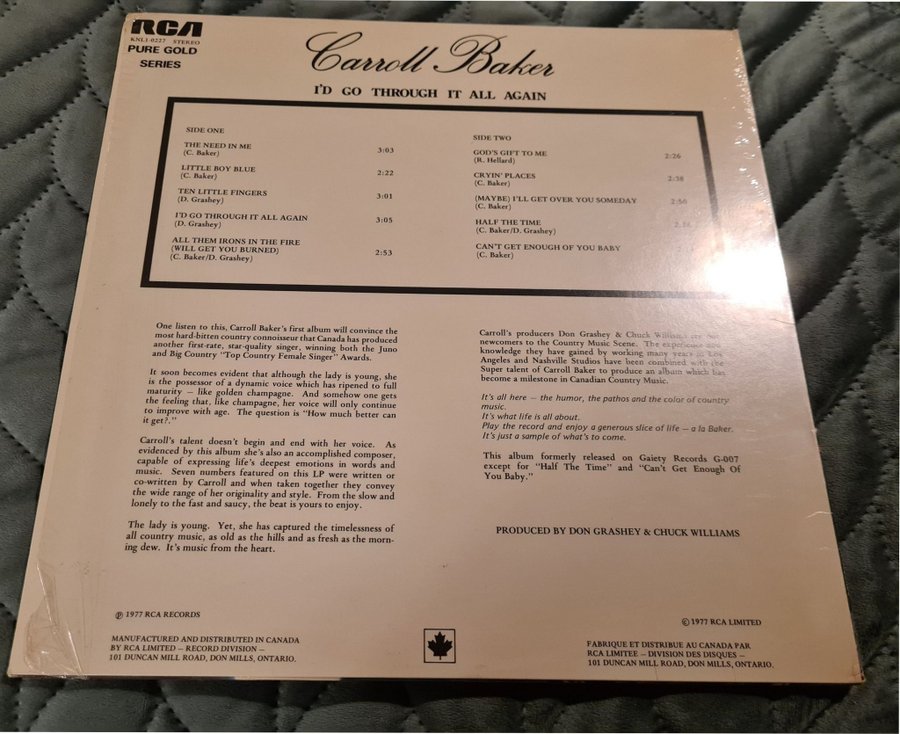 RCA
KNL1-0227 STEREO
PURE GOLD
SERIES
Carroll Baker
I'D GO THROUGH IT ALL AGAIN
SIDE ONE
THE NEED IN ME 3:03
(C. Baker)
LITTLE BOY BLUE 2:22
(C. Baker)
TEN LITTLE FINGERS 3:01
(D. Grashey)
I'D GO THROUGH IT ALL AGAIN 3:05
(D. Grashey)
ALL THEM IRONS IN THE FIRE
(WILL GET YOU BURNED)
(C. Baker/D. Grashey) 2:53
SIDE TWO
GOD'S GIFT TO ME 2:26
(R. Hellard)
CRYIN' PLACES 2:38
(C. Baker)
(MAYBE) I'LL GET OVER YOU SOMEDAY 2:50
(C. Baker)
HALF THE TIME
(C. Baker/D. Grashey)
CAN'T GET ENOUGH OF YOU BABY
(C. Baker)
One listen to this, Carroll Baker's first album will convince the
most hard-bitten country connoisseur that Canada has produced
another first-rate, star-quality singer, winning both the Juno
and Big Country "Top Country Female Singer" Awards.
It soon becomes evident that although the lady is young, she
is the possessor of a dynamic voice which has ripened to full
maturity — like golden champagne. And somehow one gets
the feeling that, like champagne, her voice will only continue
to improve with age. The question is "How much better can
it get?."
Carroll's talent doesn't begin and end with her voice. As
evidenced by this album she's also an accomplished composer,
capable of expressing life's deepest emotions in words and
music. Seven numbers featured on this LP were written or
co-written by Carroll and when taken together they convey
the wide range of her originality and style. From the slow and
lonely to the fast and saucy, the beat is yours to enjoy.
The lady is young. Yet, she has captured the timelessness of
all country music, as old as the hills and as fresh as the morn-
ing dew. It's music from the heart.
Carroll's producers Don Grashey & Chuck Williams are not
newcomers to the Country Music Scene. The experience and
knowledge they have gained by working many years in Los
Angeles and Nashville Studios have been combined with the
Super talent of Carroll Baker to produce an album which has
become a milestone in Canadian Country Music.
It's all here — the humor, the pathos and the color of country
music.
It's what life is all about.
Play the record and enjoy a generous slice of life — a la Baker.
It's just a sample of what's to come.
This album formerly released on Gaiety Records G-007
except for "Half The Time" and "Can't Get Enough Of
You Baby."
PRODUCED BY DON GRASHEY & CHUCK WILLIAMS
℗ 1977 RCA RECORDS
© 1977 RCA LIMITED
MANUFACTURED AND DISTRIBUTED IN CANADA
BY RCA LIMITED — RECORD DIVISION —
101 DUNCAN MILL ROAD, DON MILLS, ONTARIO.
FABRIQUE ET DISTRIBUE AU CANADA PAR
RCA LIMITEE — DIVISION DES DISQUES —
101 DUNCAN MILL ROAD, DON MILLS, ONTARIO.